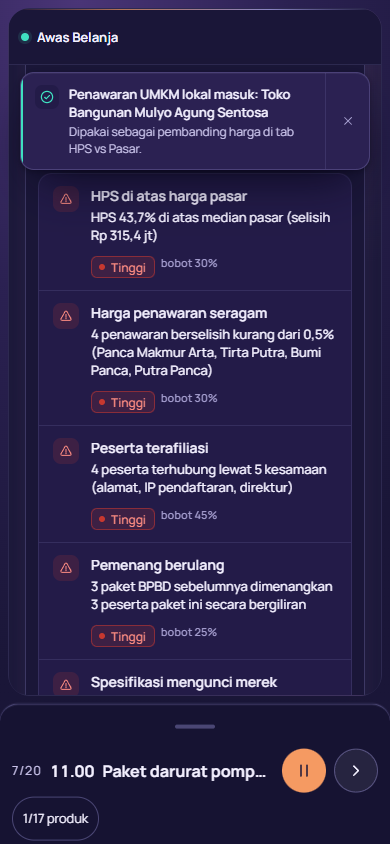 Awas Belanja
Penawaran UMKM lokal masuk: Toko
Bangunan Mulyo Agung Sentosa
Dipakai sebagai pembanding harga di tab
HPS vs Pasar.
HPS di atas harga pasar
HPS 43,7% di atas median pasar (selisih
Rp 315,4 jt)
Tinggi bobot 30%
Harga penawaran seragam
4 penawaran berselisih kurang dari 0,5%
(Panca Makmur Arta, Tirta Putra, Bumi
Panca, Putra Panca)
Tinggi bobot 30%
Peserta terafiliasi
4 peserta terhubung lewat 5 kesamaan
(alamat, IP pendaftaran, direktur)
Tinggi bobot 45%
Pemenang berulang
3 paket BPBD sebelumnya dimenangkan
3 peserta paket ini secara bergiliran
Tinggi bobot 25%
Spesifikasi mengunci merek
7/20 11.00 Paket darurat pomp...
1/17 produk